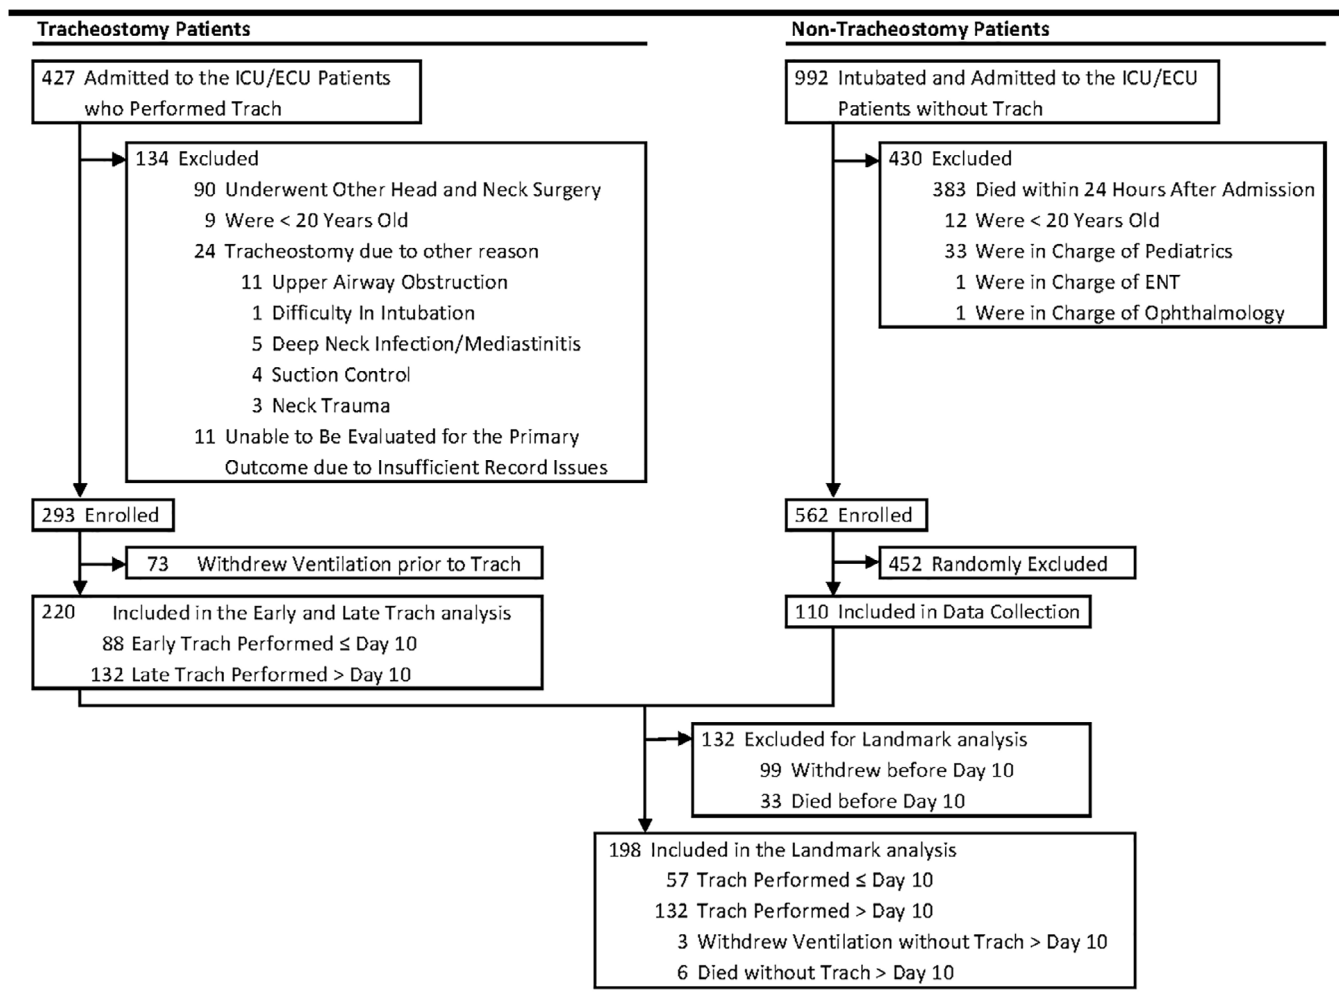 Tracheostomy Patients
427 Admitted to the ICU/ECU Patients
who Performed Trach
134 Excluded
90 Underwent Other Head and Neck Surgery
9 Were < 20 Years Old
24 Tracheostomy due to other reason
11 Upper Airway Obstruction
1 Difficulty In Intubation
5 Deep Neck Infection/Mediastinitis
4 Suction Control
3 Neck Trauma
11 Unable to Be Evaluated for the Primary
Outcome due to Insufficient Record Issues
293 Enrolled
73 Withdrew Ventilation prior to Trach
220 Included in the Early and Late Trach analysis
88 Early Trach Performed ≤ Day 10
132 Late Trach Performed > Day 10
Non-Tracheostomy Patients
992 Intubated and Admitted to the ICU/ECU
Patients without Trach
430 Excluded
383 Died within 24 Hours After Admission
12 Were < 20 Years Old
33 Were in Charge of Pediatrics
1 Were in Charge of ENT
1 Were in Charge of Ophthalmology
562 Enrolled
452 Randomly Excluded
110 Included in Data Collection
132 Excluded for Landmark analysis
99 Withdrew before Day 10
33 Died before Day 10
198 Included in the Landmark analysis
57 Trach Performed ≤ Day 10
132 Trach Performed > Day 10
3 Withdrew Ventilation without Trach > Day 10
6 Died without Trach > Day 10